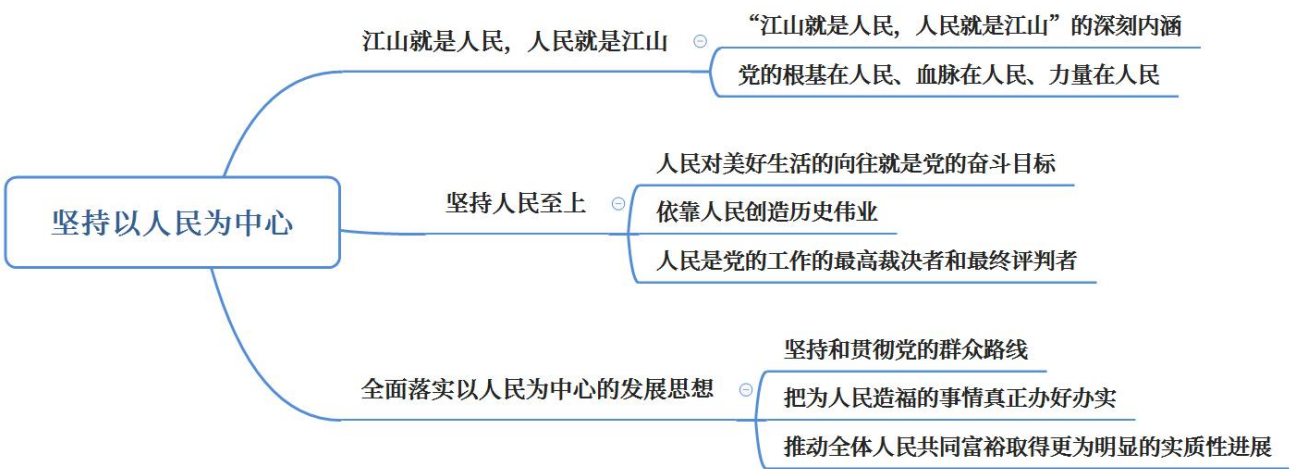 坚持以人民为中心
江山就是人民，人民就是江山
“江山就是人民，人民就是江山”的深刻内涵
党的根基在人民、血脉在人民、力量在人民
坚持人民至上
人民对美好生活的向往就是党的奋斗目标
依靠人民创造历史伟业
人民是党的工作的最高裁决者和最终评判者
全面落实以人民为中心的发展思想
坚持和贯彻党的群众路线
把为人民造福的事情真正办好办实
推动全体人民共同富裕取得更为明显的实质性进展